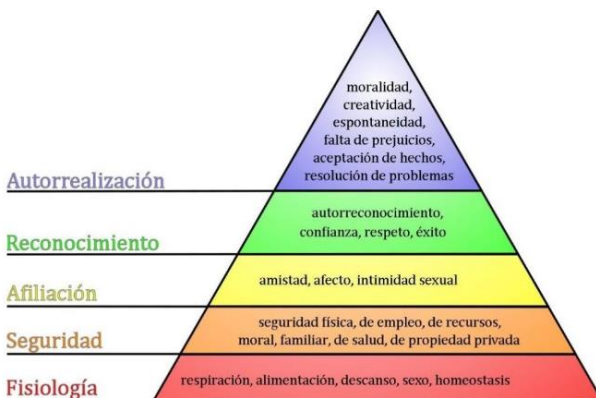 moralidad,
creatividad,
espontaneidad,
falta de prejuicios,
aceptación de hechos,
resolución de problemas
Autorrealización
autorreconocimiento,
confianza, respeto, éxito
Reconocimiento
amistad, afecto, intimidad sexual
Afiliación
seguridad física, de empleo, de recursos,
moral, familiar, de salud, de propiedad privada
Seguridad
respiración, alimentación, descanso, sexo, homeostasis
Fisiología